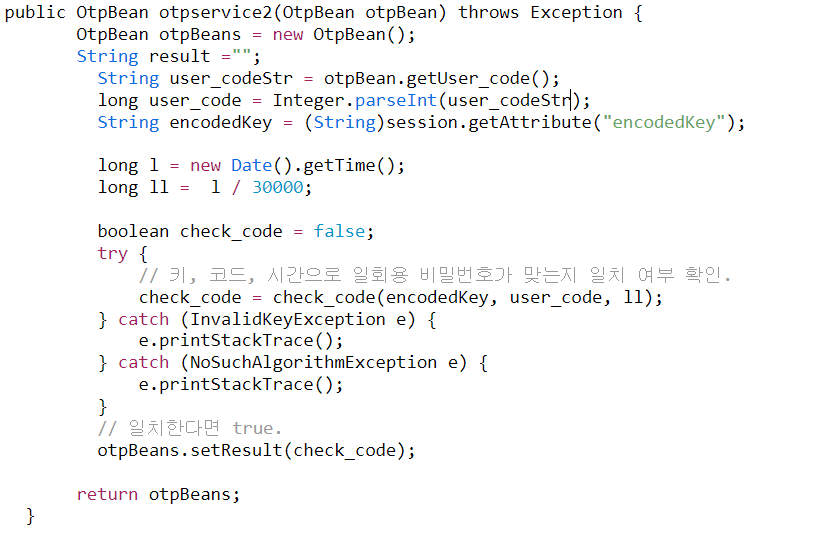 public OtpBean otpservice2(OtpBean otpBean) throws Exception {
OtpBean otpBeans = new OtpBean();
String result ="";
String user_codeStr = otpBean.getUser_code();
long user_code = Integer.parseInt(user_codeStr);
String encodedKey = (String)session.getAttribute("encodedKey");
long l = new Date().getTime();
long ll =  l / 30000;
boolean check_code = false;
try {
// 키, 코드, 시간으로 일회용 비밀번호가 맞는지 일치 여부 확인.
check_code = check_code(encodedKey, user_code, ll);
} catch (InvalidKeyException e) {
e.printStackTrace();
} catch (NoSuchAlgorithmException e) {
e.printStackTrace();
}
// 일치한다면 true.
otpBeans.setResult(check_code);
return otpBeans;
}